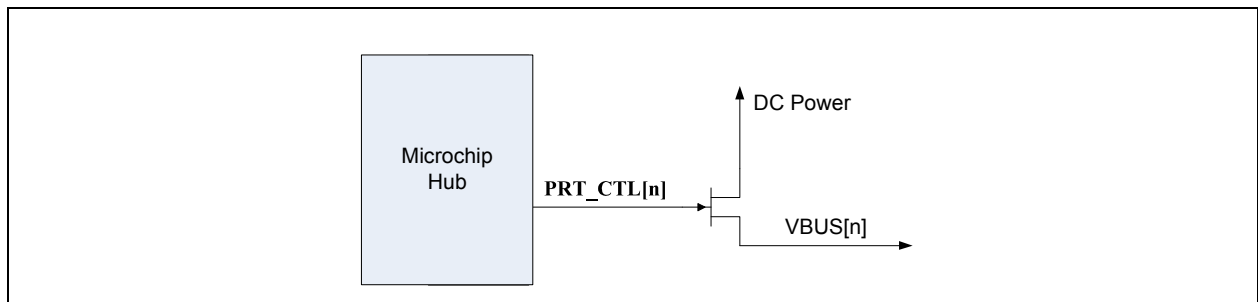 Microchip
Hub
PRT_CTL[n]
DC Power
VBUS[n]